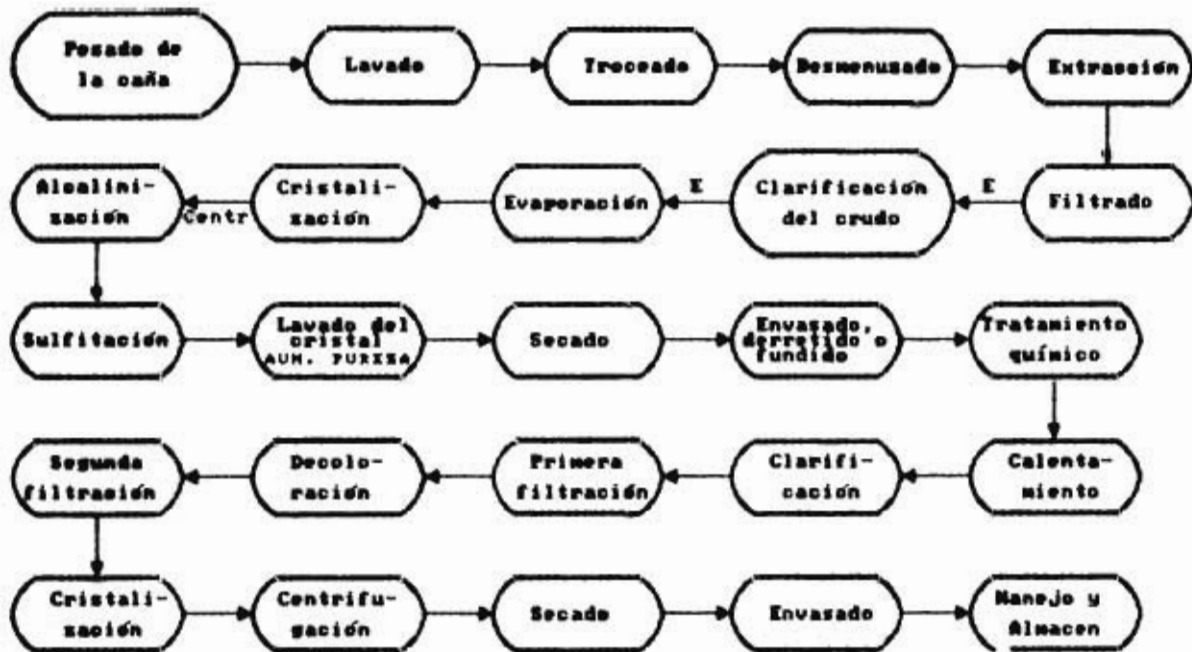 Pesado de
la caña
Lavado
Troceado
Desmenuzado
Extracción
Filtrado
E
Clarificación
del crudo
E
Evaporación
Cristali-
zación
Centr
Alcalini-
zación
Sulfitación
Lavado del
cristal
AUM. PUREZA
Secado
Envasado,
derretido o
fundido
Tratamiento
químico
Calenta-
miento
Clarifi-
cación
Primera
filtración
Decolo-
ración
Segunda
filtración
Cristali-
zación
Centrifu-
gación
Secado
Envasado
Manejo y
Almacen